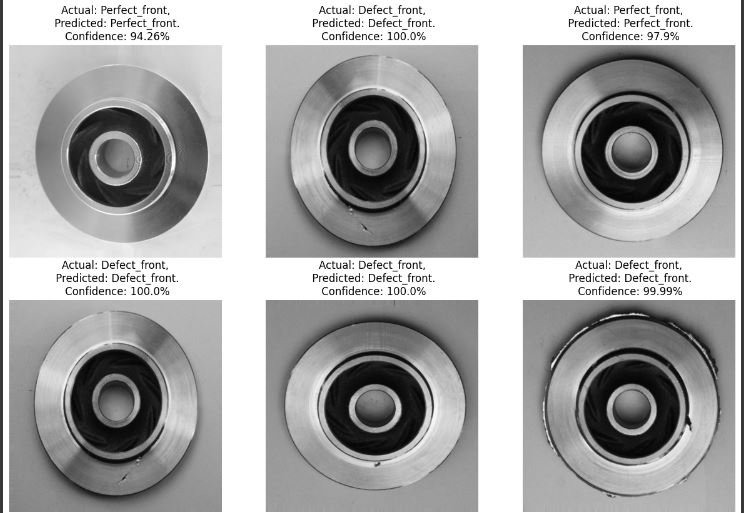 Actual: Perfect_front,
Predicted: Perfect_front.
Confidence: 94.26%
Actual: Defect_front,
Predicted: Defect_front.
Confidence: 100.0%
Actual: Perfect_front,
Predicted: Perfect_front.
Confidence: 97.9%
Actual: Defect_front,
Predicted: Defect_front.
Confidence: 100.0%
Actual: Defect_front,
Predicted: Defect_front.
Confidence: 100.0%
Actual: Defect_front,
Predicted: Defect_front.
Confidence: 99.99%